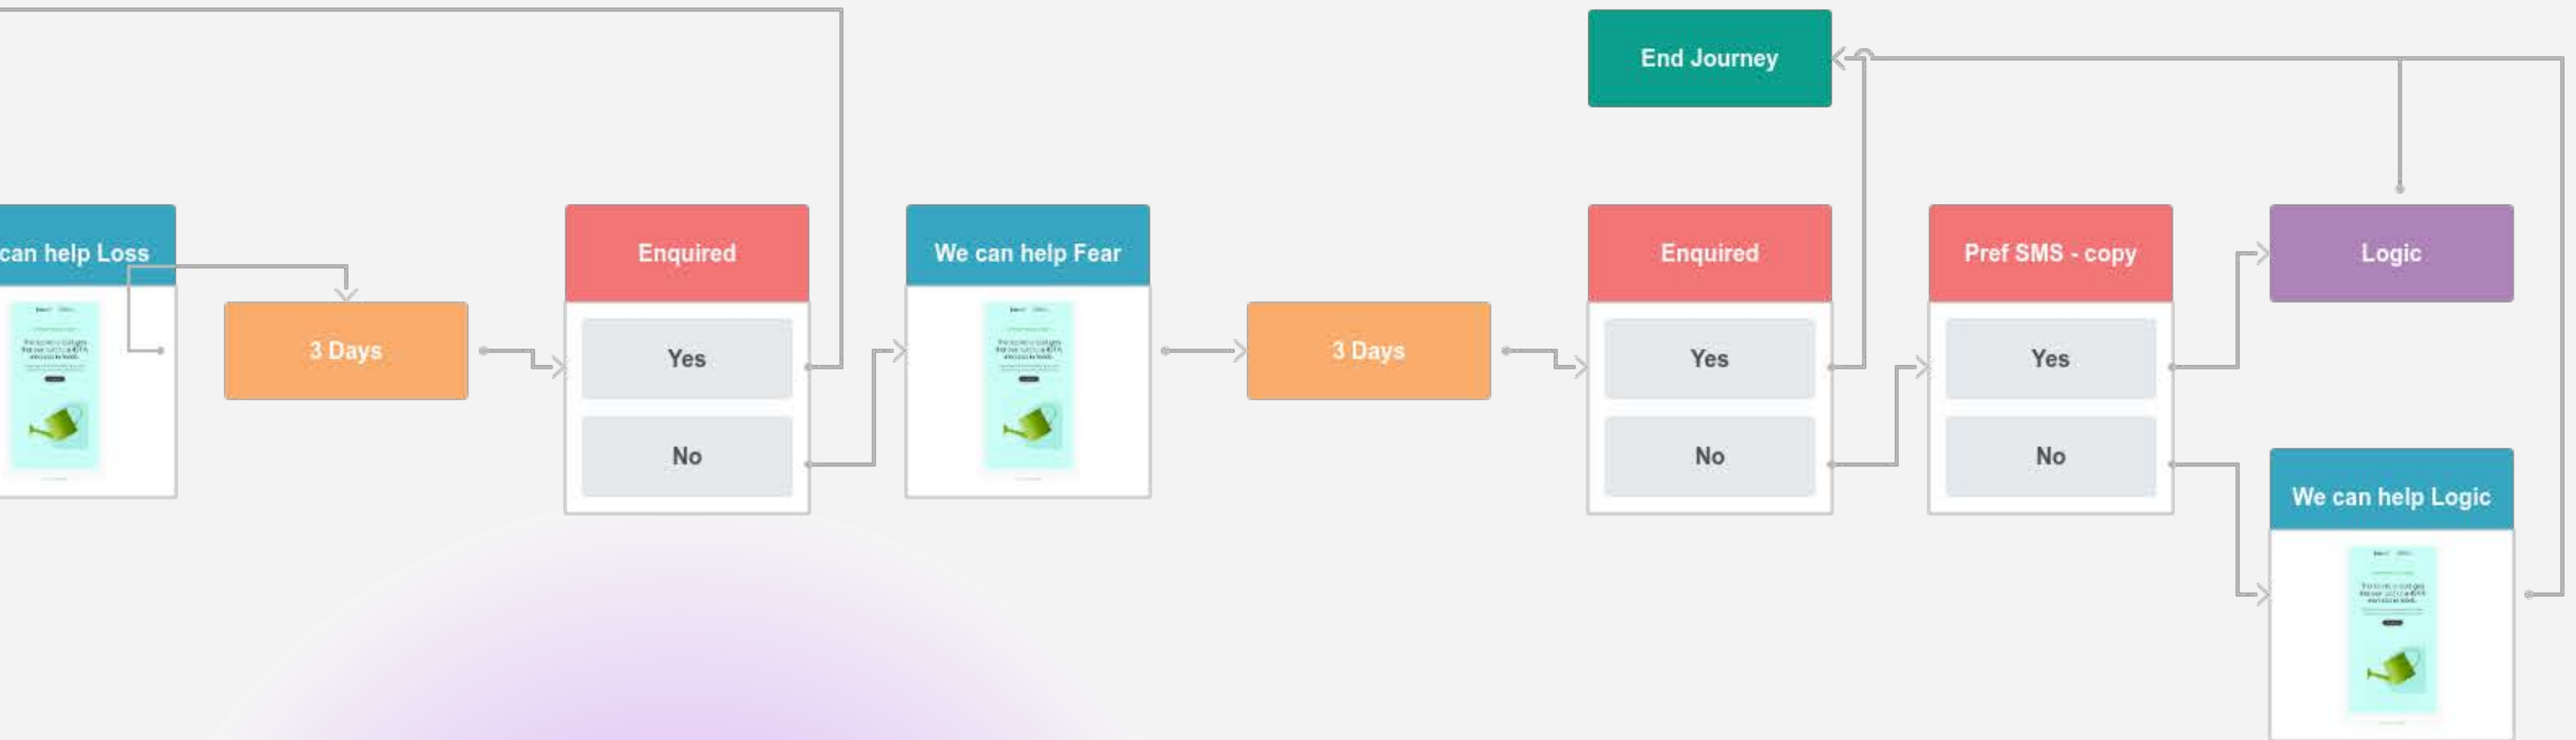 End Journey
can help Loss
3 Days
Enquired
Yes
No
We can help Fear
3 Days
Enquired
Yes
No
Pref SMS - copy
Yes
No
Logic
We can help Logic